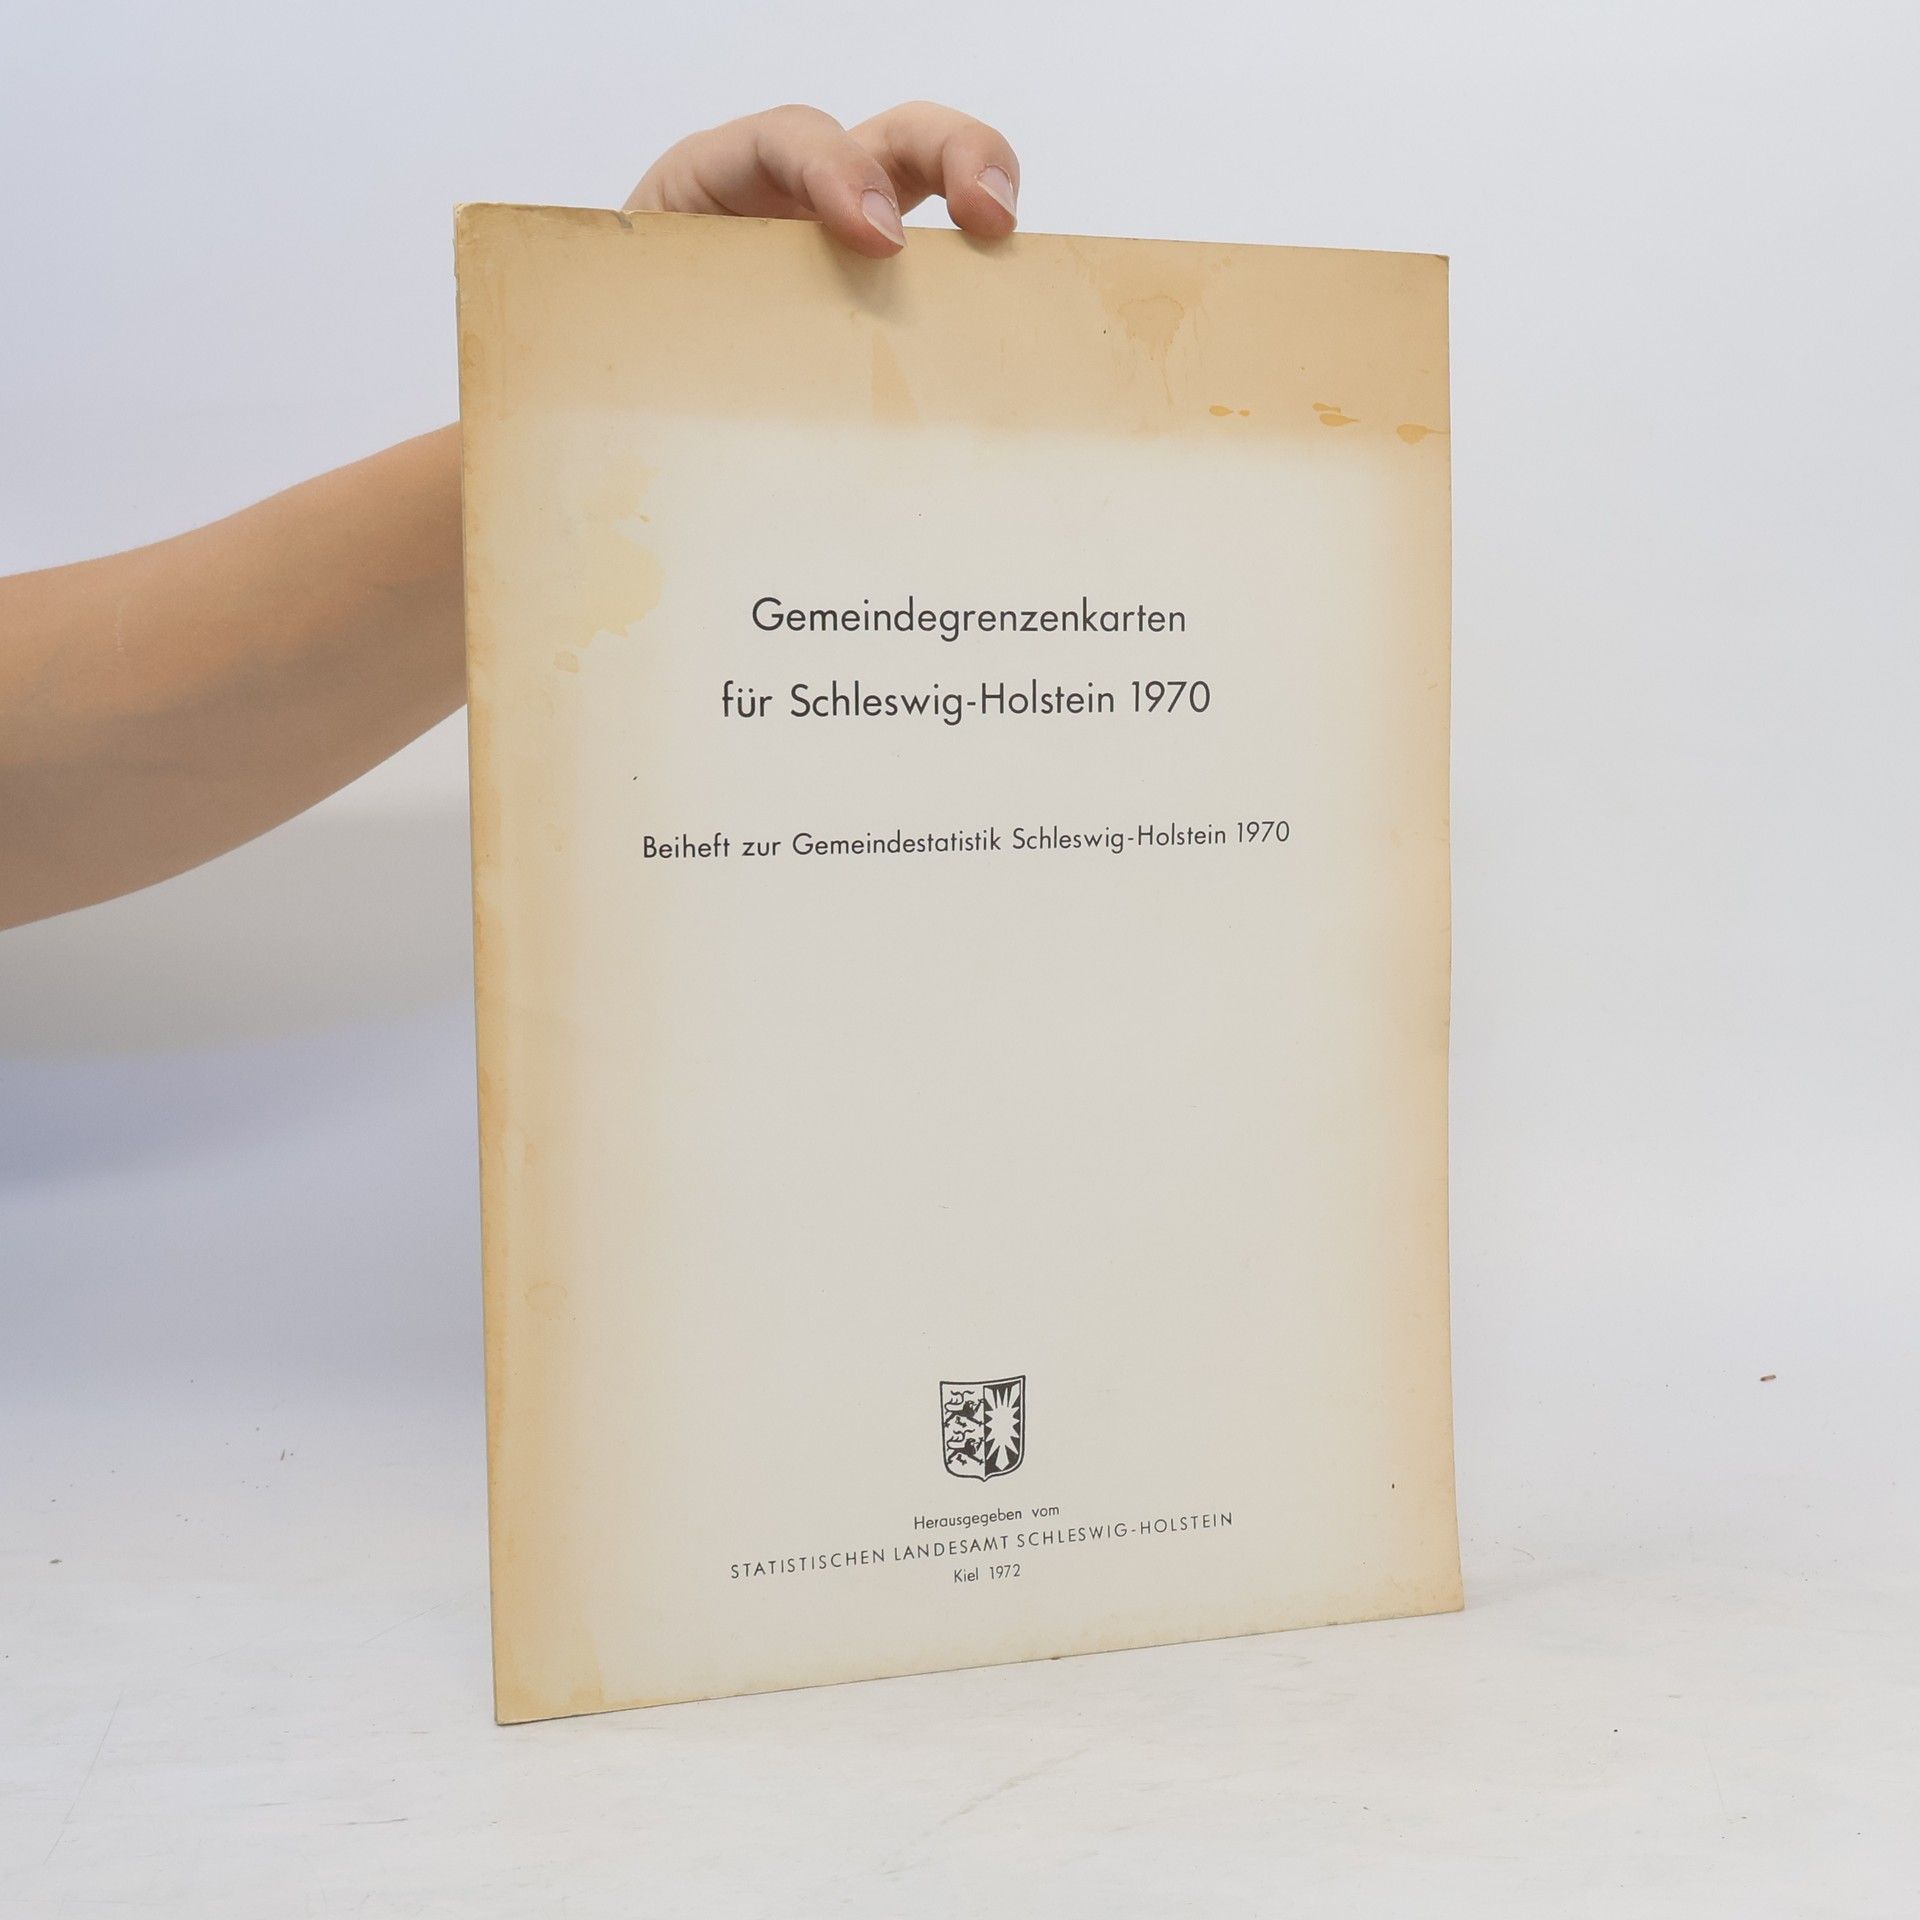 Gemeindegrenzenkarten
für Schleswig-Holstein 1970
Beiheft zur Gemeindestatistik Schleswig-Holstein 1970
Herausgegeben vom
STATISTISCHEN LANDESAMT SCHLESWIG-HOLSTEIN
Kiel 1972